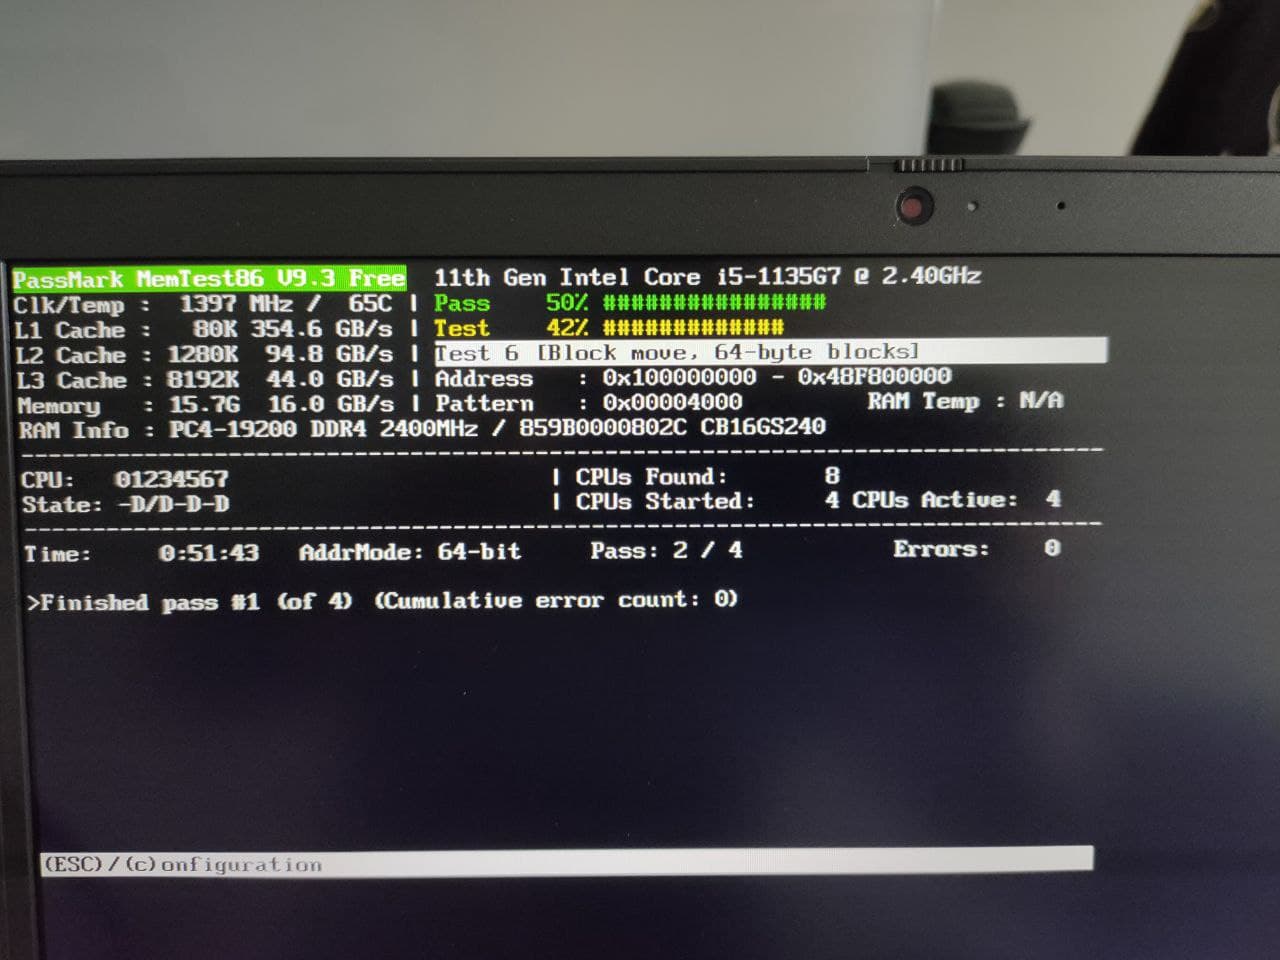 PassMark MemTest86 V9.3 Free 11th Gen Intel Core i5-1135G7 @ 2.40GHz
Clk/Temp : 1397 MHz / 65C | Pass 50% ################
L1 Cache : 80K 354.6 GB/s | Test 42% #############
L2 Cache : 1280K 94.8 GB/s | Test 6 [Block move, 64-byte blocks]
L3 Cache : 8192K 44.0 GB/s | Address : 0x100000000 - 0x48F800000
Memory : 15.7G 16.0 GB/s | Pattern : 0x00004000 RAM Temp : N/A
RAM Info : PC4-19200 DDR4 2400MHz / 859B0000802C CB16GS240
CPU: 01234567 | CPUs Found: 8
State: -D/D-D-D | CPUs Started: 4 CPUs Active: 4
Time: 0:51:43 AddrMode: 64-bit Pass: 2 / 4 Errors: 0
>Finished pass #1 (of 4) (Cumulative error count: 0)
(ESC)/(c)onfiguration